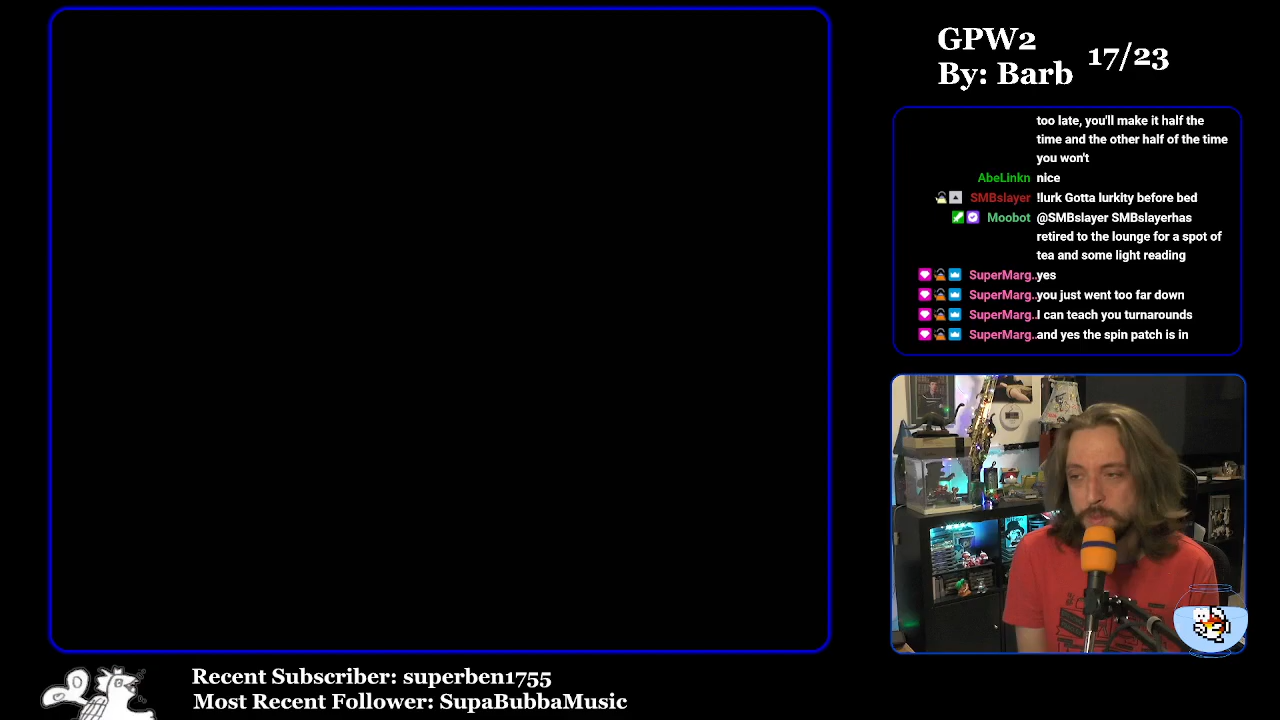 GPW2
By: Barb
17/23
too late, you'll make it half the
time and the other half of the time
you won't
AbeLinkn nice
SMBslayer !lurk Gotta lurkity before bed
Moobot @SMBslayer SMBslayerhas
retired to the lounge for a spot of
tea and some light reading
SuperMarg.. yes
SuperMarg.. you just went too far down
SuperMarg.. I can teach you turnarounds
SuperMarg.. and yes the spin patch is in
Recent Subscriber: superben1755
Most Recent Follower: SupaBubbaMusic